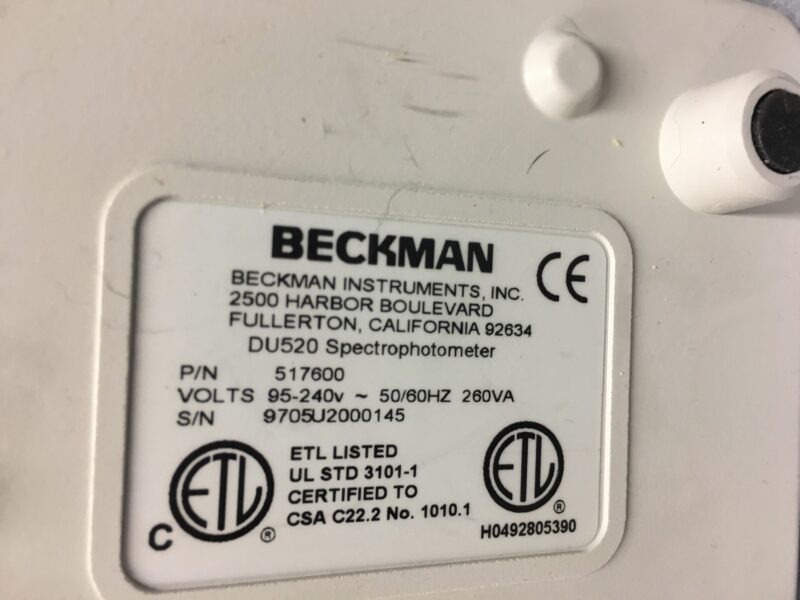 BECKMAN
CE
BECKMAN INSTRUMENTS, INC.
2500 HARBOR BOULEVARD
FULLERTON, CALIFORNIA 92634
DU520 Spectrophotometer
P/N 517600
VOLTS 95-240v ~ 50/60HZ 260VA
S/N 9705U2000145
C ETL ®
ETL LISTED
UL STD 3101-1
CERTIFIED TO
CSA C22.2 No. 1010.1
ETL ®
H0492805390